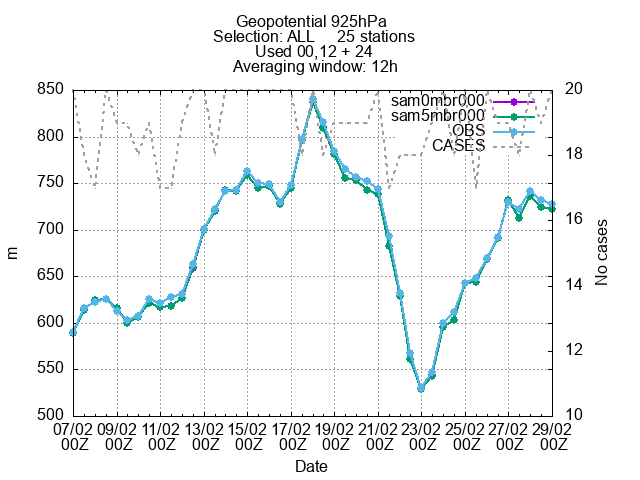 Geopotential 925hPa
Selection: ALL 25 stations
Used 00,12 + 24
Averaging window: 12h
850
800
750
700
650
600
550
500
m
20
18
16
14
12
10
No cases
sam0mbr000
sam5mbr000
OBS
CASES
07/02 09/02 11/02 13/02 15/02 17/02 19/02 21/02 23/02 25/02 27/02 29/02
00Z 00Z 00Z 00Z 00Z 00Z 00Z 00Z 00Z 00Z 00Z 00Z
Date